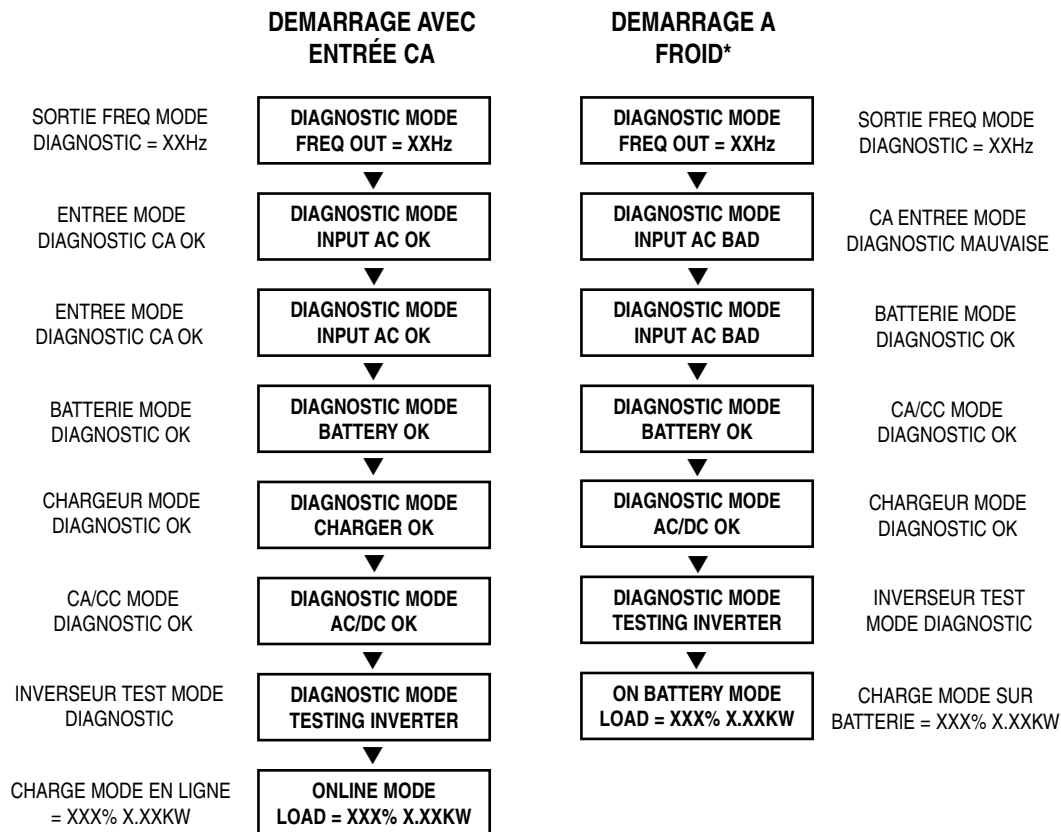 DEMARRAGE AVEC
ENTRÉE CA
DEMARRAGE A
FROID*
SORTIE FREQ MODE
DIAGNOSTIC = XXHz
DIAGNOSTIC MODE
FREQ OUT = XXHz
DIAGNOSTIC MODE
FREQ OUT = XXHz
SORTIE FREQ MODE
DIAGNOSTIC = XXHz
ENTREE MODE
DIAGNOSTIC CA OK
DIAGNOSTIC MODE
INPUT AC OK
DIAGNOSTIC MODE
INPUT AC BAD
CA ENTREE MODE
DIAGNOSTIC MAUVAISE
ENTREE MODE
DIAGNOSTIC CA OK
DIAGNOSTIC MODE
INPUT AC OK
DIAGNOSTIC MODE
INPUT AC BAD
BATTERIE MODE
DIAGNOSTIC OK
BATTERIE MODE
DIAGNOSTIC OK
DIAGNOSTIC MODE
BATTERY OK
DIAGNOSTIC MODE
BATTERY OK
CA/CC MODE
DIAGNOSTIC OK
CHARGEUR MODE
DIAGNOSTIC OK
DIAGNOSTIC MODE
CHARGER OK
DIAGNOSTIC MODE
AC/DC OK
CHARGEUR MODE
DIAGNOSTIC OK
CA/CC MODE
DIAGNOSTIC OK
DIAGNOSTIC MODE
AC/DC OK
DIAGNOSTIC MODE
TESTING INVERTER
INVERSEUR TEST
MODE DIAGNOSTIC
INVERSEUR TEST MODE
DIAGNOSTIC
DIAGNOSTIC MODE
TESTING INVERTER
ON BATTERY MODE
LOAD = XXX% X.XXKW
CHARGE MODE SUR
BATTERIE = XXX% X.XXKW
CHARGE MODE EN LIGNE
= XXX% X.XXKW
ONLINE MODE
LOAD = XXX% X.XXKW